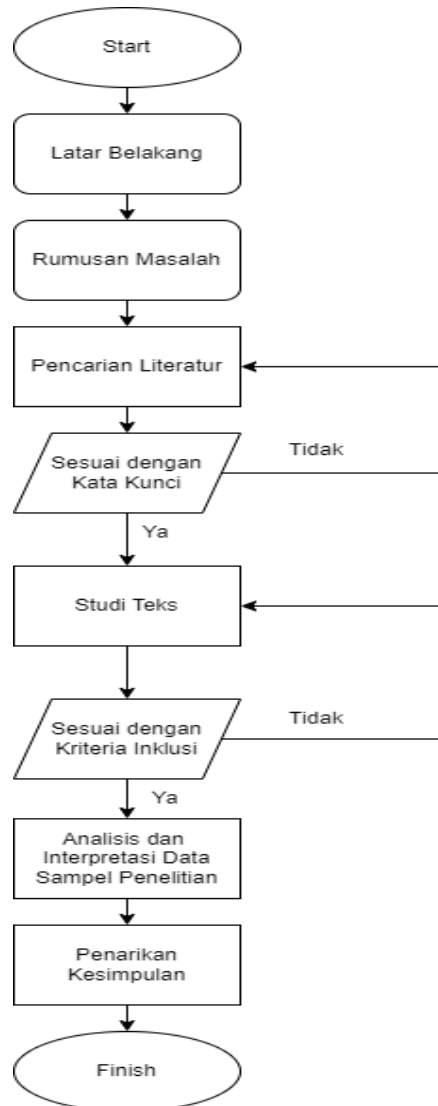 Start
Latar Belakang
Rumusan Masalah
Pencarian Literatur
Sesuai dengan
Kata Kunci
Tidak
Ya
Studi Teks
Sesuai dengan
Kriteria Inklusi
Tidak
Ya
Analisis dan
Interpretasi Data
Sampel Penelitian
Penarikan
Kesimpulan
Finish